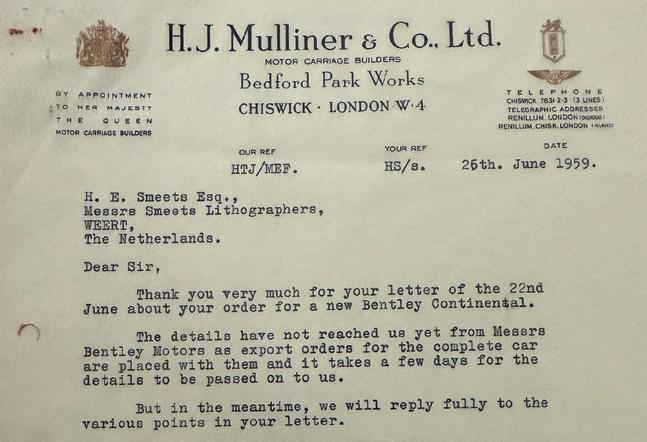 H.J. Mulliner & Co., Ltd.
MOTOR CARRIAGE BUILDERS
Bedford Park Works
CHISWICK · LONDON · W · 4
BY APPOINTMENT
TO HER MAJESTY
THE QUEEN
MOTOR CARRIAGE BUILDERS
TELEPHONE
CHISWICK 7831·2·3 (3 LINES)
TELEGRAPHIC ADDRESSES
RENILLUM, LONDON (OVERSEAS)
RENILLUM, CHISK, LONDON (INLAND)
OUR REF
HTJ/MEF.
YOUR REF
HS/s.
DATE
26th. June 1959.
H. E. Smeets Esq.,
Messrs Smeets Lithographers,
WEERT,
The Netherlands.
Dear Sir,
Thank you very much for your letter of the 22nd
June about your order for a new Bentley Continental.
The details have not reached us yet from Messrs
Bentley Motors as export orders for the complete car
are placed with them and it takes a few days for the
details to be passed on to us.
But in the meantime, we will reply fully to the
various points in your letter.